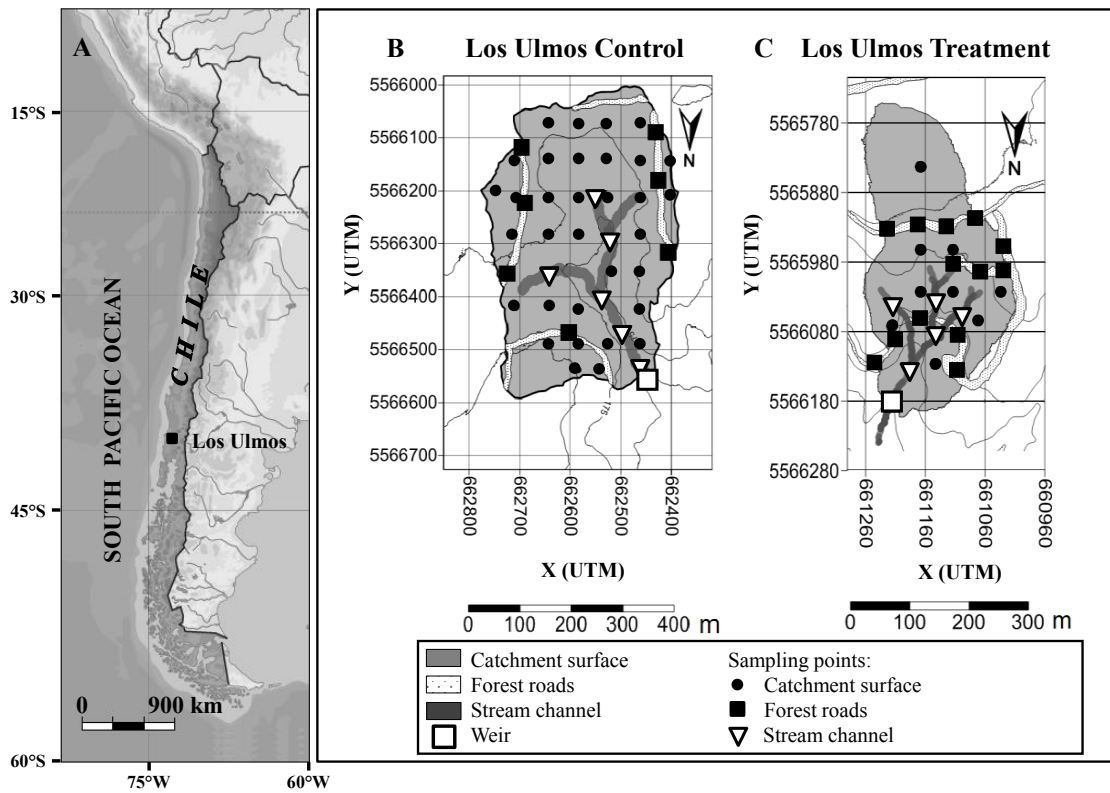 A
15°S
30°S
45°S
60°S
75°W
60°W
SOUTH PACIFIC OCEAN
CHILE
Los Ulmos
0 900 km
B Los Ulmos Control
5566000
5566100
5566200
5566300
5566400
5566500
5566600
5566700
Y (UTM)
N
175
662800
662700
662600
662500
662400
X (UTM)
0 100 200 300 400 m
C Los Ulmos Treatment
5565780
5565880
5565980
5566080
5566180
5566280
Y (UTM)
N
661260
661160
661060
660960
X (UTM)
0 100 200 300 m
Catchment surface
Forest roads
Stream channel
Weir
Sampling points:
Catchment surface
Forest roads
Stream channel